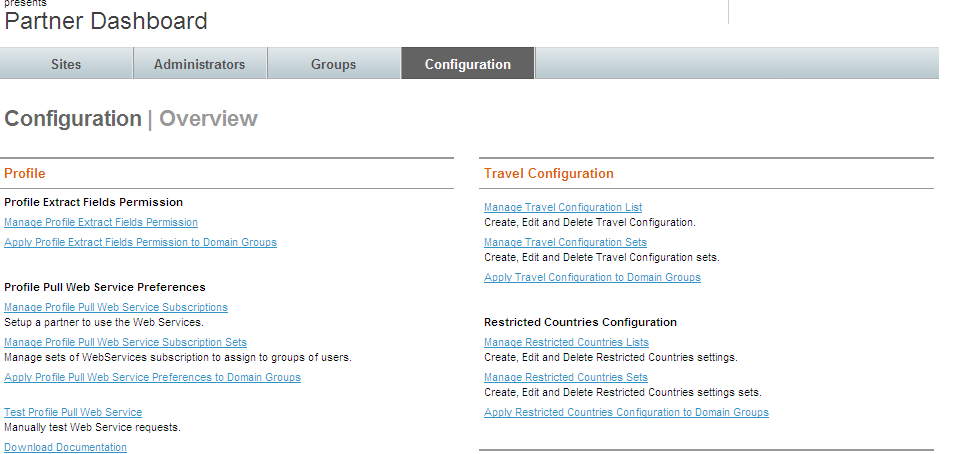 presents
Partner Dashboard
Sites
Administrators
Groups
Configuration
Configuration | Overview
Profile
Profile Extract Fields Permission
Manage Profile Extract Fields Permission
Apply Profile Extract Fields Permission to Domain Groups
Profile Pull Web Service Preferences
Manage Profile Pull Web Service Subscriptions
Setup a partner to use the Web Services.
Manage Profile Pull Web Service Subscription Sets
Manage sets of WebServices subscription to assign to groups of users.
Apply Profile Pull Web Service Preferences to Domain Groups
Test Profile Pull Web Service
Manually test Web Service requests.
Download Documentation
Travel Configuration
Manage Travel Configuration List
Create, Edit and Delete Travel Configuration.
Manage Travel Configuration Sets
Create, Edit and Delete Travel Configuration sets.
Apply Travel Configuration to Domain Groups
Restricted Countries Configuration
Manage Restricted Countries Lists
Create, Edit and Delete Restricted Countries settings.
Manage Restricted Countries Sets
Create, Edit and Delete Restricted Countries settings sets.
Apply Restricted Countries Configuration to Domain Groups